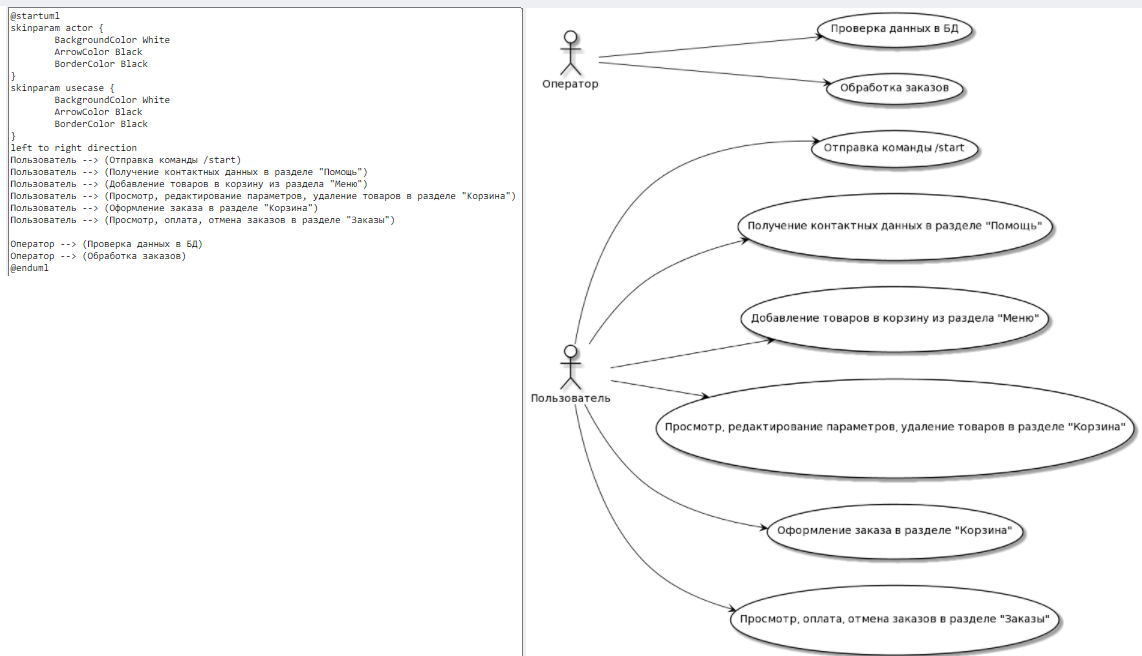 @startuml
skinparam actor {
        BackgroundColor White
        ArrowColor Black
        BorderColor Black
}
skinparam usecase {
        BackgroundColor White
        ArrowColor Black
        BorderColor Black
}
left to right direction
Пользователь --> (Отправка команды /start)
Пользователь --> (Получение контактных данных в разделе "Помощь")
Пользователь --> (Добавление товаров в корзину из раздела "Меню")
Пользователь --> (Просмотр, редактирование параметров, удаление товаров в разделе "Корзина")
Пользователь --> (Оформление заказа в разделе "Корзина")
Пользователь --> (Просмотр, оплата, отмена заказов в разделе "Заказы")

Оператор --> (Проверка данных в БД)
Оператор --> (Обработка заказов)
@enduml
Проверка данных в БД
Оператор
Обработка заказов
Отправка команды /start
Получение контактных данных в разделе "Помощь"
Добавление товаров в корзину из раздела "Меню"
Пользователь
Просмотр, редактирование параметров, удаление товаров в разделе "Корзина"
Оформление заказа в разделе "Корзина"
Просмотр, оплата, отмена заказов в разделе "Заказы"